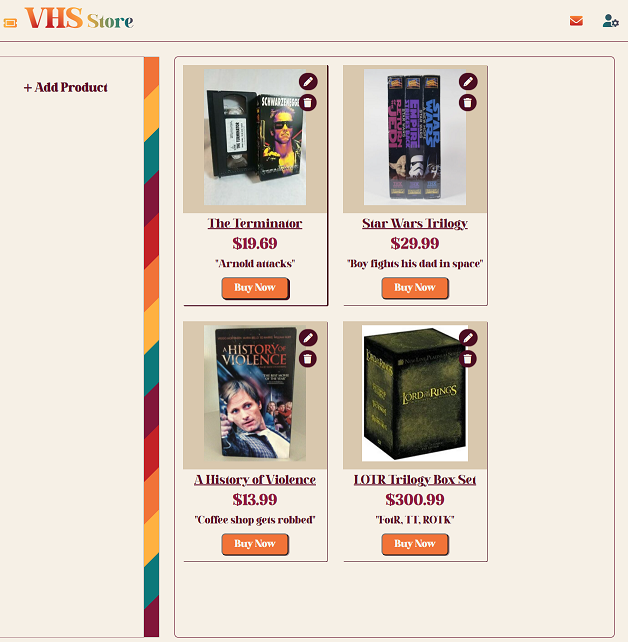 VHS Store
+ Add Product
SCHWARZENEGGER
The Terminator
$19.69
"Arnold attacks"
Buy Now
RETURN OF THE JEDI
EMPIRE STRIKES BACK
STAR WARS
Star Wars Trilogy
$29.99
"Boy fights his dad in space"
Buy Now
A HISTORY OF
VIOLENCE
A History of Violence
$13.99
"Coffee shop gets robbed"
Buy Now
LORD OF THE RINGS
LOTR Trilogy Box Set
$300.99
"FotR, TT, ROTK"
Buy Now